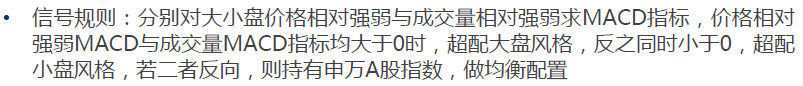 • 信号规则：分别对大小盘价格相对强弱与成交量相对强弱求MACD指标，价格相对
强弱MACD与成交量MACD指标均大于0时，超配大盘风格，反之同时小于0，超配
小盘风格，若二者反向，则持有申万A股指数，做均衡配置